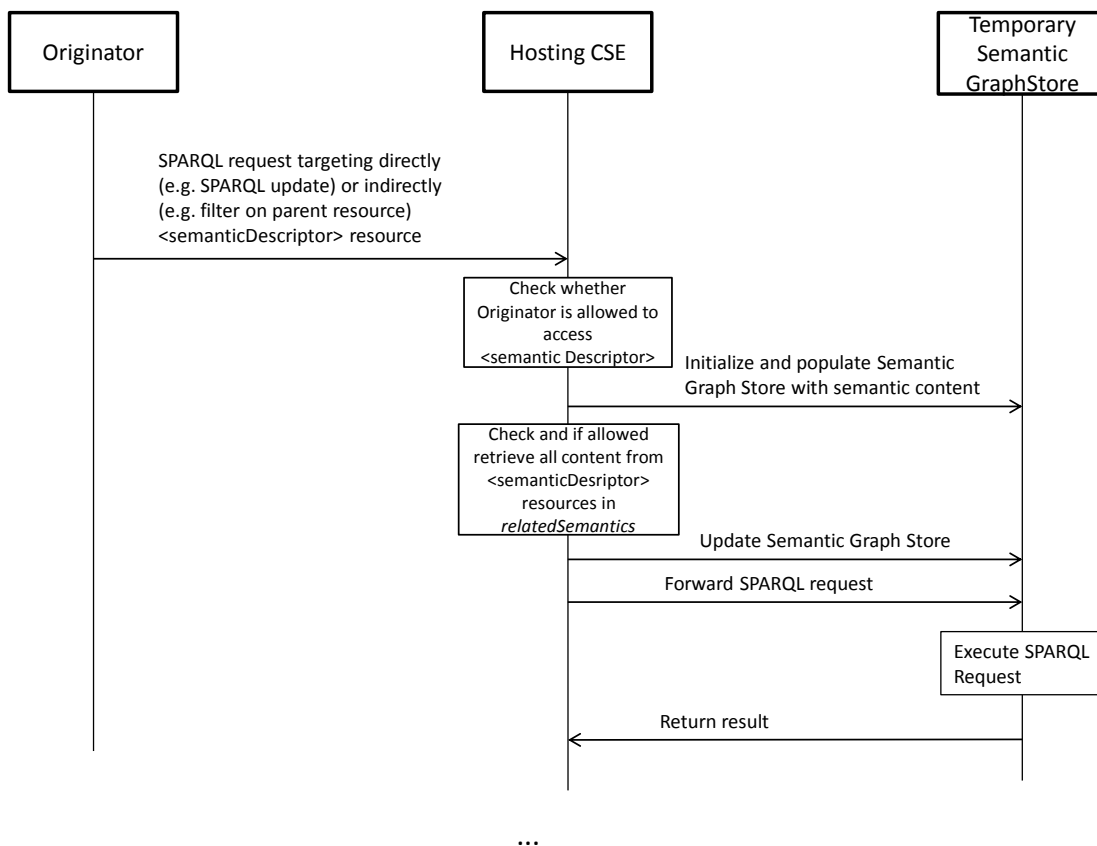 Originator
Hosting CSE
Temporary
Semantic
GraphStore
SPARQL request targeting directly
(e.g. SPARQL update) or indirectly
(e.g. filter on parent resource)
<semanticDescriptor> resource
Check whether
Originator is allowed to
access
<semantic Descriptor>
Initialize and populate Semantic
Graph Store with semantic content
Check and if allowed
retrieve all content from
<semanticDesriptor>
resources in
relatedSemantics
Update Semantic Graph Store
Forward SPARQL request
Execute SPARQL
Request
Return result
...